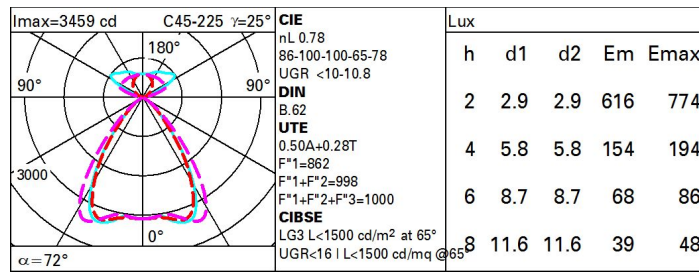 Imax=3459 cd C45-225 γ=25°
180°
90° 90°
3000
0°
α=72°
CIE
nL 0.78
86-100-100-65-78
UGR <10-10.8
DIN
B.62
UTE
0.50A+0.28T
F"1=862
F"1+F"2=998
F"1+F"2+F"3=1000
CIBSE
LG3 L<1500 cd/m² at 65°
UGR<16 | L<1500 cd/mq @65°
Lux
h d1 d2 Em Emax
2 2.9 2.9 616 774
4 5.8 5.8 154 194
6 8.7 8.7 68 86
8 11.6 11.6 39 48